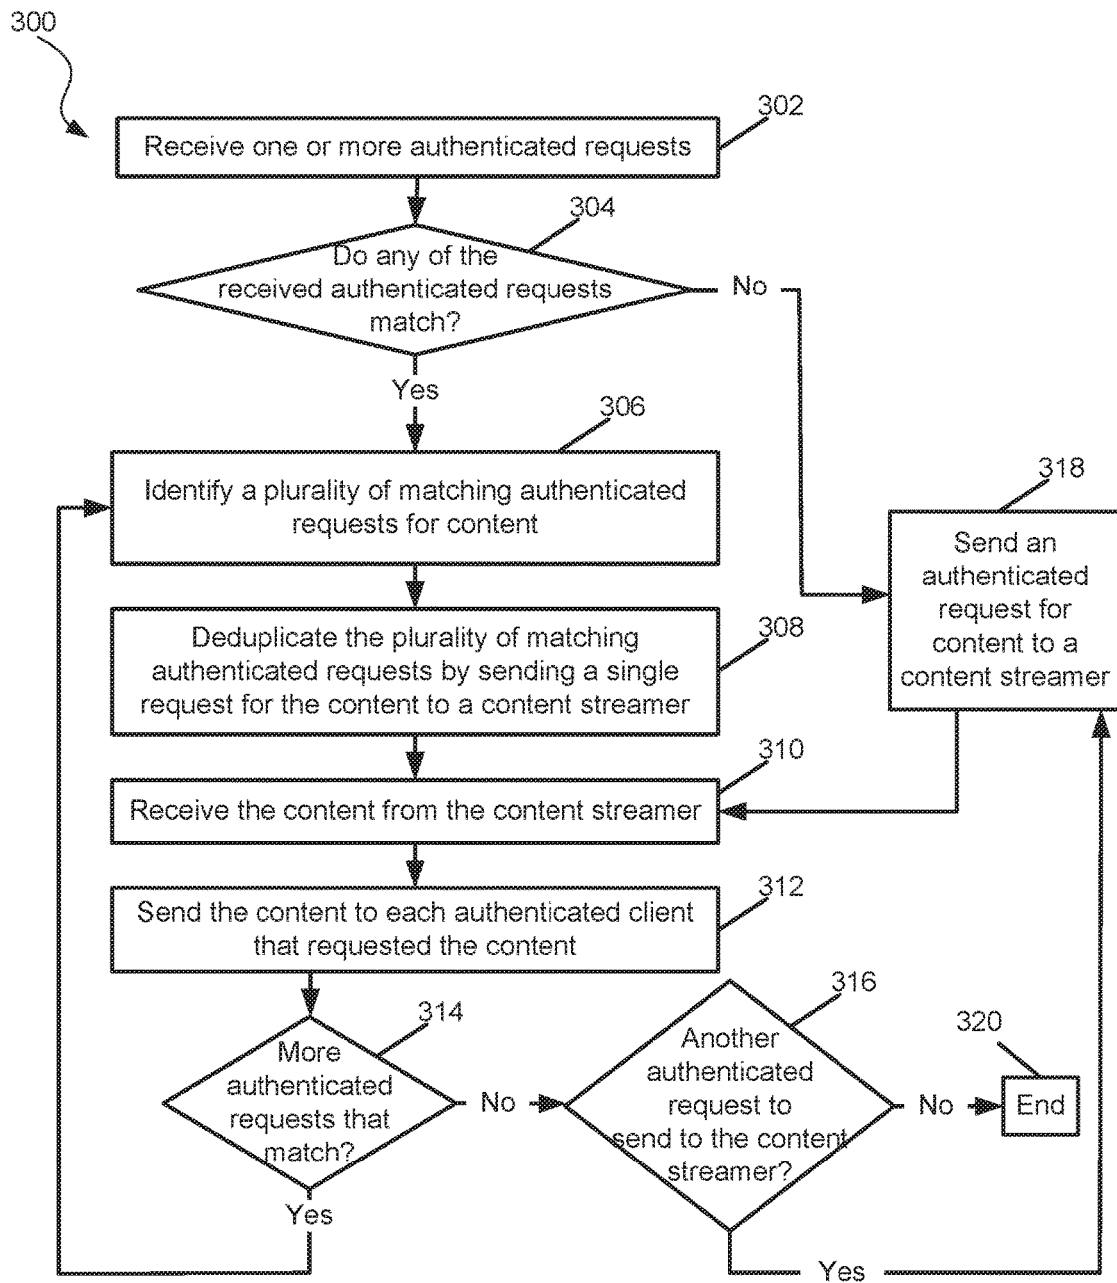 300
302
Receive one or more authenticated requests
304
Do any of the
received authenticated requests
match?
No
Yes
306
Identify a plurality of matching authenticated
requests for content
318
Send an
authenticated
request for
content to a
content streamer
Deduplicate the plurality of matching
authenticated requests by sending a single
request for the content to a content streamer
308
310
Receive the content from the content streamer
312
Send the content to each authenticated client
that requested the content
314
More
authenticated
requests that
match?
No
Yes
316
Another
authenticated
request to
send to the content
streamer?
No
Yes
320
End